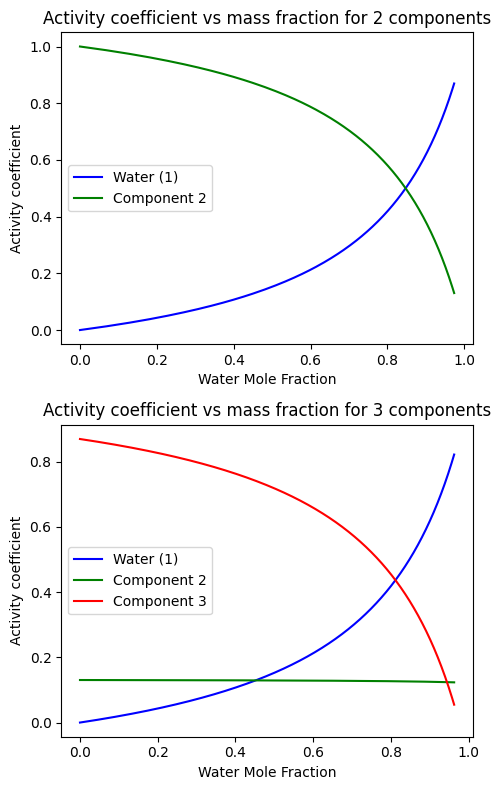 Activity coefficient vs mass fraction for 2 components
1.0
0.8
0.6
0.4
0.2
0.0
Activity coefficient
Water (1)
Component 2
0.0 0.2 0.4 0.6 0.8 1.0
Water Mole Fraction
Activity coefficient vs mass fraction for 3 components
0.8
0.6
0.4
0.2
0.0
Activity coefficient
Water (1)
Component 2
Component 3
0.0 0.2 0.4 0.6 0.8 1.0
Water Mole Fraction